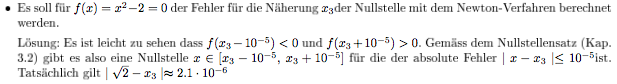 • Es soll für f(x) = x² − 2 = 0 der Fehler für die Näherung x₃der Nullstelle mit dem Newton-Verfahren berechnet
werden.
Lösung: Es ist leicht zu sehen dass f(x₃ − 10⁻⁵) < 0 und f(x₃ + 10⁻⁵) > 0. Gemäss dem Nullstellensatz (Kap.
3.2) gibt es also eine Nullstelle x ∈ [x₃ − 10⁻⁵, x₃ + 10⁻⁵] für die der absolute Fehler | x − x₃ |≤ 10⁻⁵ist.
Tatsächlich gilt | √2 − x₃ |≈ 2.1 · 10⁻⁶